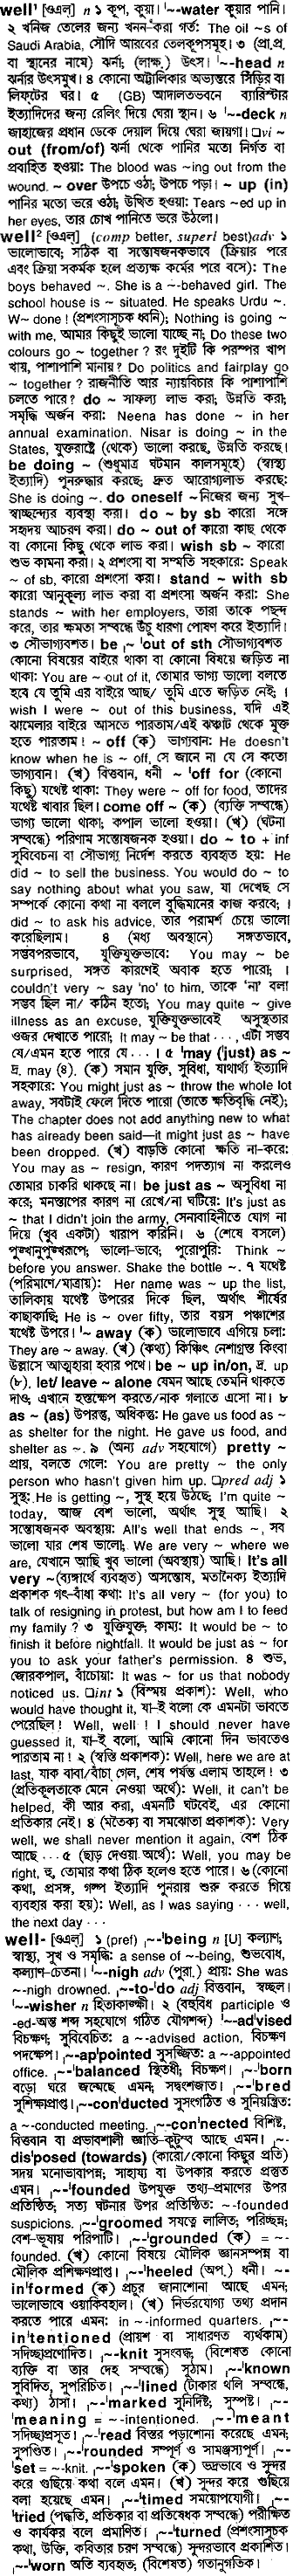 well¹ [ওএল্] n ১ কূপ, কূয়া। '~-water কূয়ার পানি।
২ খনিজ তেলের জন্য খনন-করা গর্ত: The oil ~s of
Saudi Arabia, সৌদি আরবের তেলকূপসমূহ। ৩ (প্রা.প্র.
বা স্থানের নামে) ঝর্না; (লাক্ষ.) উৎস। '~-head n
ঝর্নার উৎসমুখ। ৪ কোনো অট্টালিকার অভ্যন্তরে সিঁড়ির বা
লিফ্‌টের ঘর। ৫ (GB) আদালতভবনে ব্যারিস্টার
ইত্যাদিদের জন্য রেলিং দিয়ে ঘেরা স্থান। ৬ '~-deck n
জাহাজের প্রধান ডেকে দেয়াল দিয়ে ঘেরা জায়গা। □vi ~
out (from/of) ঝর্না থেকে পানির মতো নির্গত বা
প্রবাহিত হওয়া: The blood was ~ing out from the
wound. ~ over উপচে ওঠা; উপচে পড়া। ~ up (in)
পানির মতো ভরে ওঠা; উত্থিত হওয়া: Tears ~ed up in
her eyes, তার চোখ পানিতে ভরে উঠলো।
well² [ওএল্] (comp better, superl best)adv ১
ভালোভাবে; সঠিক বা সন্তোষজনকভাবে (ক্রিয়ার পরে
এবং ক্রিয়া সকর্মক হলে প্রত্যক্ষ কর্মের পরে বসে): The
boys behaved ~. She is a ~-behaved girl. The
school house is ~ situated. He speaks Urdu ~.
W~ done ! (প্রশংসাসূচক ধ্বনি); Nothing is going ~
with me, আমার কিছুই ভালো যাচ্ছে না; Do these two
colours go ~ together ? রং দুইটি কি পরস্পর খাপ
খায়, পাশাপাশি মানায়? Do politics and fairplay go
~ together ? রাজনীতি আর ন্যায়বিচার কি পাশাপাশি
চলতে পারে? do ~ সাফল্য লাভ করা; উন্নতি করা;
সমৃদ্ধি অর্জন করা: Neena has done ~ in her
annual examination. Nisar is doing ~ in the
States, যুক্তরাষ্ট্রে (থেকে) ভালো করছে, উন্নতি করছে।
be doing ~ (শুধুমাত্র ঘটমান কালসমূহে) (স্বাস্থ্য
ইত্যাদি) পুনরুদ্ধার করছে; দ্রুত আরোগ্যলাভ করছে:
She is doing ~. do oneself ~নিজের জন্য সুখ-
স্বাচ্ছন্দ্যের ব্যবস্থা করা। do ~ by sb কারো সঙ্গে
সহৃদয় আচরণ করা। do ~ out of কারো কাছ থেকে
বা কোনো কিছু থেকে লাভ করা। wish sb ~ কারো
শুভ কামনা করা। ২ প্রশংসা বা সম্মতি সহকারে: Speak
~ of sb, কারো প্রশংসা করা। stand ~ with sb
কারো আনুকূল্য লাভ করা বা প্রশংসা অর্জন করা: She
stands ~ with her employers, তারা তাকে পছন্দ
করে, তার ক্ষমতা সম্বন্ধে উঁচু ধারণা পোষণ করে ইত্যাদি।
৩ সৌভাগ্যবশত। be ,~ 'out of sth সৌভাগ্যবশত
কোনো বিষয়ের বাইরে থাকা বা কোনো বিষয়ে জড়িত না
থাকা: You are ~ out of it, তোমার ভাগ্য ভালো বলতে
হবে যে তুমি এর বাইরে আছ/ তুমি এতে জড়িত নেই; I
wish I were ~ out of this business, যদি এই
ঝামেলার বাইরে আসতে পারতাম/এই ঝঞ্ঝাট থেকে মুক্ত
হতে পারতাম ! ~ off (ক) ভাগ্যবান: He doesn't
know when he is ~ off, সে জানে না যে সে কতো
ভাগ্যবান। (খ) বিত্তবান, ধনী ~ 'off for (কোনো
কিছু) যথেষ্ট থাকা: They were ~ off for food, তাদের
যথেষ্ট খাবার ছিল। come off ~ (ক) (ব্যক্তি সম্বন্ধে)
ভাগ্য ভালো থাকা; কপাল ভালো হওয়া। (খ) (ঘটনা
সম্বন্ধে) পরিণাম সন্তোষজনক হওয়া। do ~ to + inf
সুবিবেচনা বা সৌভাগ্য নির্দেশ করতে ব্যবহৃত হয়: He
did ~ to sell the business. You would do ~ to
say nothing about what you saw, যা দেখেছ সে
সম্পর্কে কোনো কথা না বললে বুদ্ধিমানের কাজ করবে; I
did ~ to ask his advice, তার পরামর্শ চেয়ে ভালো
করেছিলাম। ৪ (মধ্য অবস্থানে) সঙ্গতভাবে,
সম্ভবপরভাবে, যুক্তিযুক্তভাবে: You may ~ be
surprised, সঙ্গত কারণেই অবাক হতে পারো; I
couldn't very ~ say 'no' to him, তাকে 'না' বলা
সম্ভব ছিল না/ কঠিন হতো; You may quite ~ give
illness as an excuse, যুক্তিযুক্তভাবেই অসুস্থতার
ওজর দেখাতে পারো; It may ~ be that · · ·, এটা সম্ভব
যে/এমন হতে পারে যে · · · । ৫ 'may ('just) as ~
দ্র. may (৪). (ক) সমান যুক্তি, সুবিধা, যাথার্থ্য ইত্যাদি
সহকারে: You might just as ~ throw the whole lot
away, সবটাই ফেলে দিতে পারো (তাতে ক্ষতিবৃদ্ধি নেই);
The chapter does not add anything new to what
has already been said—it might just as ~ have
been dropped. (খ) বাড়তি কোনো ক্ষতি না-করে:
You may as ~ resign, কারণ পদত্যাগ না করলেও
তোমার চাকরি থাকছে না। be just as ~ অসুবিধা না
করে; মনস্তাপের কারণ না রেখে/না ঘটিয়ে: It's just as
~ that I didn't join the army, সেনাবাহিনীতে যোগ না
দিয়ে (খুব একটা) খারাপ করিনি। ৬ (শেষে বসলে)
পুঙ্খানুপুঙ্খরূপে; ভালো-ভাবে; পুরোপুরি: Think ~
before you answer. Shake the bottle ~. ৭ যথেষ্ট
(পরিমাণে/মাত্রায়): Her name was ~ up the list,
তালিকায় যথেষ্ট উপরের দিকে ছিল, অর্থাৎ শীর্ষের
কাছাকাছি; He is ~ over fifty, তার বয়স পঞ্চাশের
যথেষ্ট উপরে। '~ away (ক) ভালোভাবে এগিয়ে চলা:
They are ~ away. (খ) (কথ্য) কিঞ্চিৎ নেশাগ্রস্ত কিংবা
উল্লাসে আত্মহারা হবার পথে। be ~ up in/on, দ্র. up
(৮). let/ leave ~ alone যেমন আছে তেমনি থাকতে
দাও; এখানে হস্তক্ষেপ করতে/নাক গলাতে এসো না। ৮
as ~ (as) উপরন্তু, অধিকন্তু: He gave us food as ~
as shelter for the night. He gave us food, and
shelter as ~. ৯ (অন্য adv সহযোগে) pretty ~
প্রায়, বলতে গেলে: You are pretty ~ the only
person who hasn't given him up. □pred adj ১
সুস্থ: He is getting ~, সুস্থ হয়ে উঠছে; I'm quite ~
today, আজ বেশ ভালো, অর্থাৎ সুস্থ আছি। ২
সন্তোষজনক অবস্থায়: All's well that ends ~, সব
ভালো যার শেষ ভালো; We are very ~ where we
are, যেখানে আছি খুব ভালো (অবস্থায়) আছি। It's all
very ~(ব্যঙ্গার্থে ব্যবহৃত) অসন্তোষ, মতানৈক্য ইত্যাদি
প্রকাশক গৎ-বাঁধা কথা: It's all very ~ (for you) to
talk of resigning in protest, but how am I to feed
my family ? ৩ যুক্তিযুক্ত; কাম্য: It would be ~ to
finish it before nightfall. It would be just as ~ for
you to ask your father's permission. ৪ শুভ,
জোরকপাল, বাঁচোয়া: It was ~ for us that nobody
noticed us. □int ১ (বিস্ময় প্রকাশ): Well, who
would have thought it, যা-ই বলো কে এমনটা ভাবতে
পেরেছিল ! Well, well ! I should never have
guessed it, যা-ই বলো, আমি কোনো দিন ভাবতেও
পারতাম না ! ২ (স্বস্তি প্রকাশক): Well, here we are at
last, যাক বাবা/বাঁচা গেল, শেষ পর্যন্ত এলাম তাহলে ! ৩
(প্রতিকূলতাকে মেনে নেওয়া অর্থে): Well, it can't be
helped, কী আর করা, এমনটি ঘটবেই, এর কোনো
প্রতিকার নেই। ৪ (মতৈক্য বা সমঝোতা প্রকাশক): Very
well, we shall never mention it again, বেশ ঠিক
আছে · · · ৫ (ছাড় দেওয়া অর্থে): Well, you may be
right, হু, তোমার কথা ঠিক হলেও হতে পারে। ৬ (কোনো
কথা, প্রসঙ্গ, গল্প ইত্যাদি পুনরায় শুরু করতে গিয়ে
ব্যবহার করা হয়): Well, as I was saying · · · well,
the next day · · ·
well- [ওএল্] ১ (pref) ,~-'being n [U] কল্যাণ;
স্বাস্থ্য, সুখ ও সমৃদ্ধি: a sense of ~-being, শুভবোধ,
কল্যাণ-চেতনা। '~-nigh adv (পুরা.) প্রায়: She was
~-nigh drowned. ,~-to-'do adj বিত্তবান, স্বচ্ছল।
'~-wisher n হিতাকাঙ্ক্ষী। ২ (বহুবিধ participle ও
-ed-অন্ত শব্দ সহযোগে গঠিত যৌগশব্দ) ,~-ad'vised
বিচক্ষণ; সুবিবেচিত: a ~-advised action, বিচক্ষণ
পদক্ষেপ। ,~-ap'pointed সুসজ্জিত: a ~-appointed
office. ,~-'balanced স্থিতধী; বিচক্ষণ। ,~-'born
বড়ো ঘরে জন্মেছে এমন; সদ্বংশজাত। ,~-'bred
সুশিক্ষাপ্রাপ্ত। ,~-con'ducted সুসংগঠিত ও সুনিয়ন্ত্রিত:
a ~-conducted meeting. ,~-con'nected বিশিষ্ট,
বিত্তবান বা প্রভাবশালী জ্ঞাতি-কুটুম্ব আছে এমন। ,~-
dis'posed (towards) (কারো/কোনো কিছুর প্রতি)
সদয় মনোভাবাপন্ন; সাহায্য বা উপকার করতে প্রস্তুত
এমন। ,~-'founded উপযুক্ত তথ্য-প্রমাণের উপর
প্রতিষ্ঠিত; সত্য ঘটনার উপর প্রতিষ্ঠিত: ~-founded
suspicions. ,~-'groomed সযত্নে লালিত; পরিচ্ছন্ন;
বেশ-ভূষায় পরিপাটি। ,~-'grounded (ক) = ~-
founded. (খ) কোনো বিষয়ে মৌলিক জ্ঞানসম্পন্ন বা
মৌলিক প্রশিক্ষণপ্রাপ্ত। ,~-'heeled (অপ.) ধনী। ,~-
in'formed (ক) প্রচুর জানাশোনা আছে এমন;
ভালোভাবে ওয়াকিবহাল। (খ) নির্ভরযোগ্য তথ্য প্রদান
করতে পারে এমন: in ~-informed quarters. ,~-
in'tentioned (প্রায়শ বা সাধারণত ব্যর্থকাম)
সদিচ্ছাপ্রণোদিত। ,~-knit সুসংবদ্ধ; (বিশেষত কোনো
ব্যক্তি বা তার দেহ সম্বন্ধে) সুঠাম। ,~-'known
সুবিদিত, সুপরিচিত। ,~-'lined (টাকার থলি সম্বন্ধে,
কথ্য) ঠাসা। ,~-'marked সুনির্দিষ্ট; সুস্পষ্ট। ,~-
'meaning = ~-intentioned. ,~-'meant
সদিচ্ছাপ্রসূত। ,~-'read বিস্তর পড়াশোনা করেছে এমন;
সুপণ্ডিত। ,~-'rounded সম্পূর্ণ ও সামঞ্জস্যপূর্ণ। ,~-
'set = ~-knit. ,~-'spoken (ক) ভদ্রভাবে ও সুন্দর
করে গুছিয়ে কথা বলে এমন। (খ) সুন্দর করে গুছিয়ে
বলা হয়েছে এমন। ,~-'timed সময়োপযোগী। ,~-
'tried (পদ্ধতি, প্রতিকার বা প্রতিষেধক সম্বন্ধে) পরীক্ষিত
ও কার্যকর বলে প্রমাণিত। ,~-'turned (প্রশংসাসূচক
কথা, উক্তি, কবিতার চরণ সম্বন্ধে) সুন্দরভাবে প্রকাশিত।
,~-'worn অতি ব্যবহৃত; (বিশেষত) গতানুগতিক।